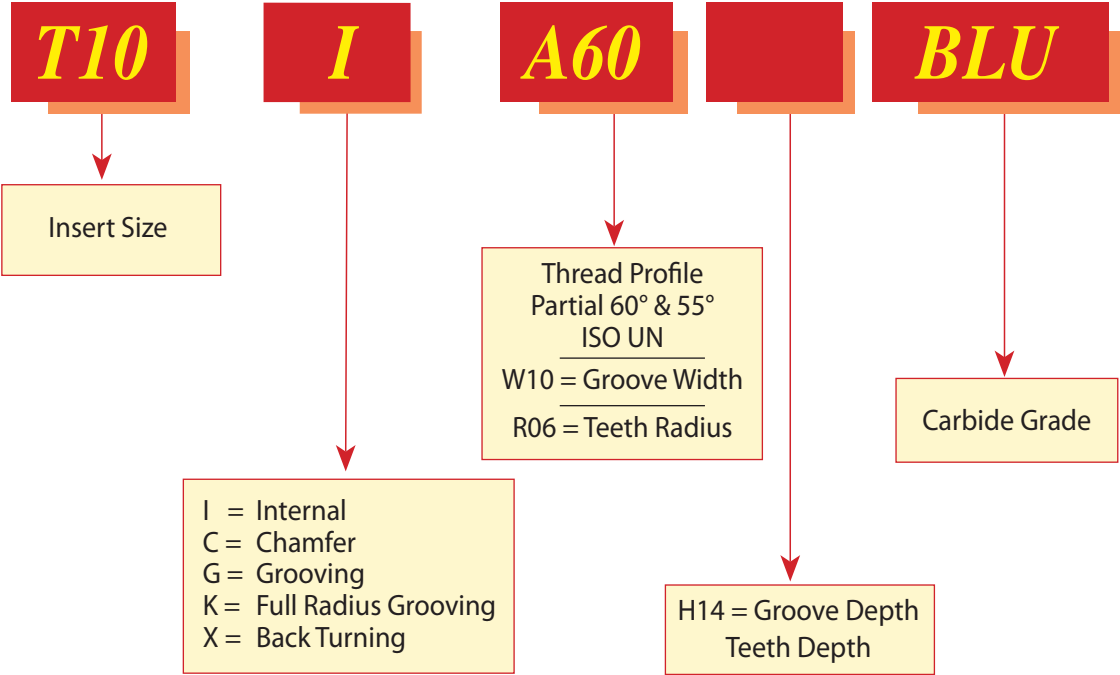 T10 I A60 BLU
Insert Size
Thread Profile
Partial 60° & 55°
ISO UN
W10 = Groove Width
R06 = Teeth Radius
Carbide Grade
I = Internal
C = Chamfer
G = Grooving
K = Full Radius Grooving
X = Back Turning
H14 = Groove Depth
Teeth Depth